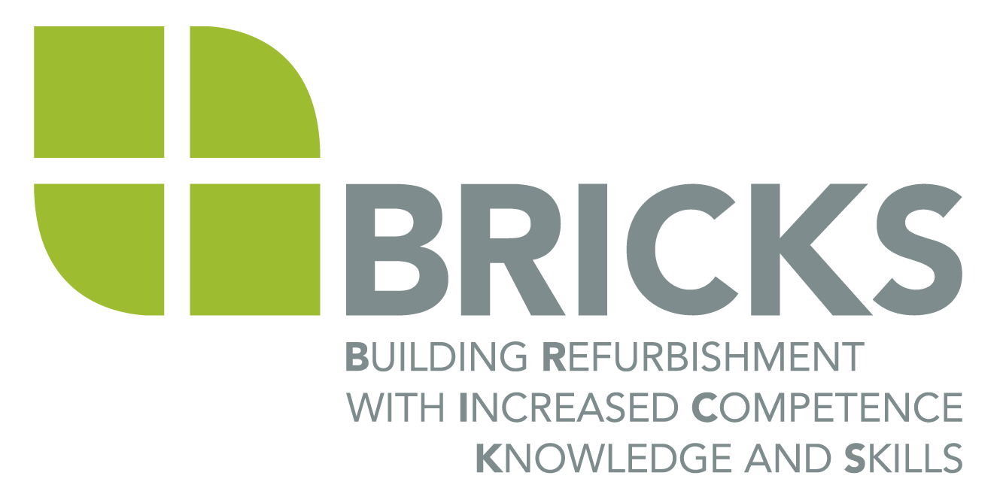 BRICKS
BUILDING REFURBISHMENT
WITH INCREASED COMPETENCE
KNOWLEDGE AND SKILLS